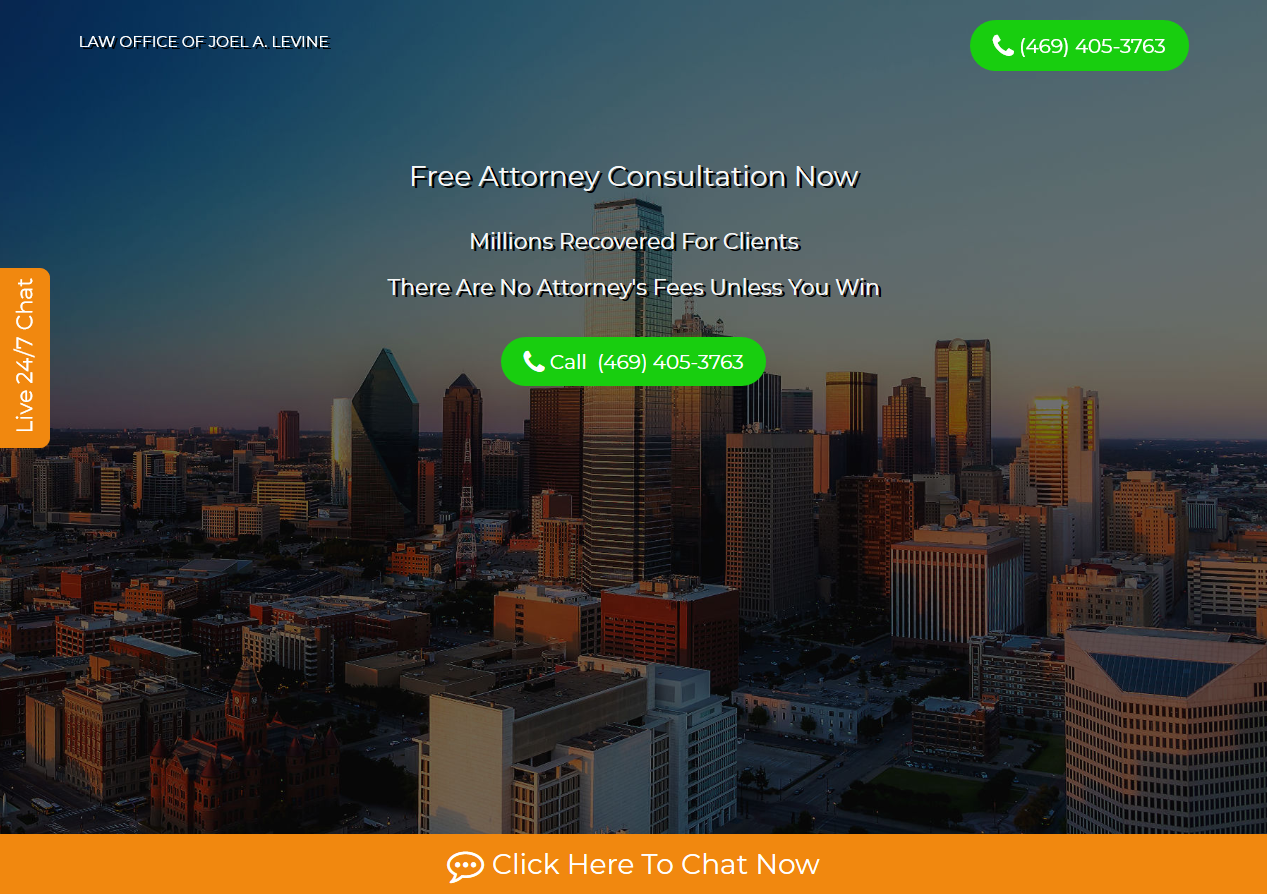 LAW OFFICE OF JOEL A. LEVINE
(469) 405-3763
Free Attorney Consultation Now
Millions Recovered For Clients
There Are No Attorney's Fees Unless You Win
Call (469) 405-3763
Live 24/7 Chat
Click Here To Chat Now